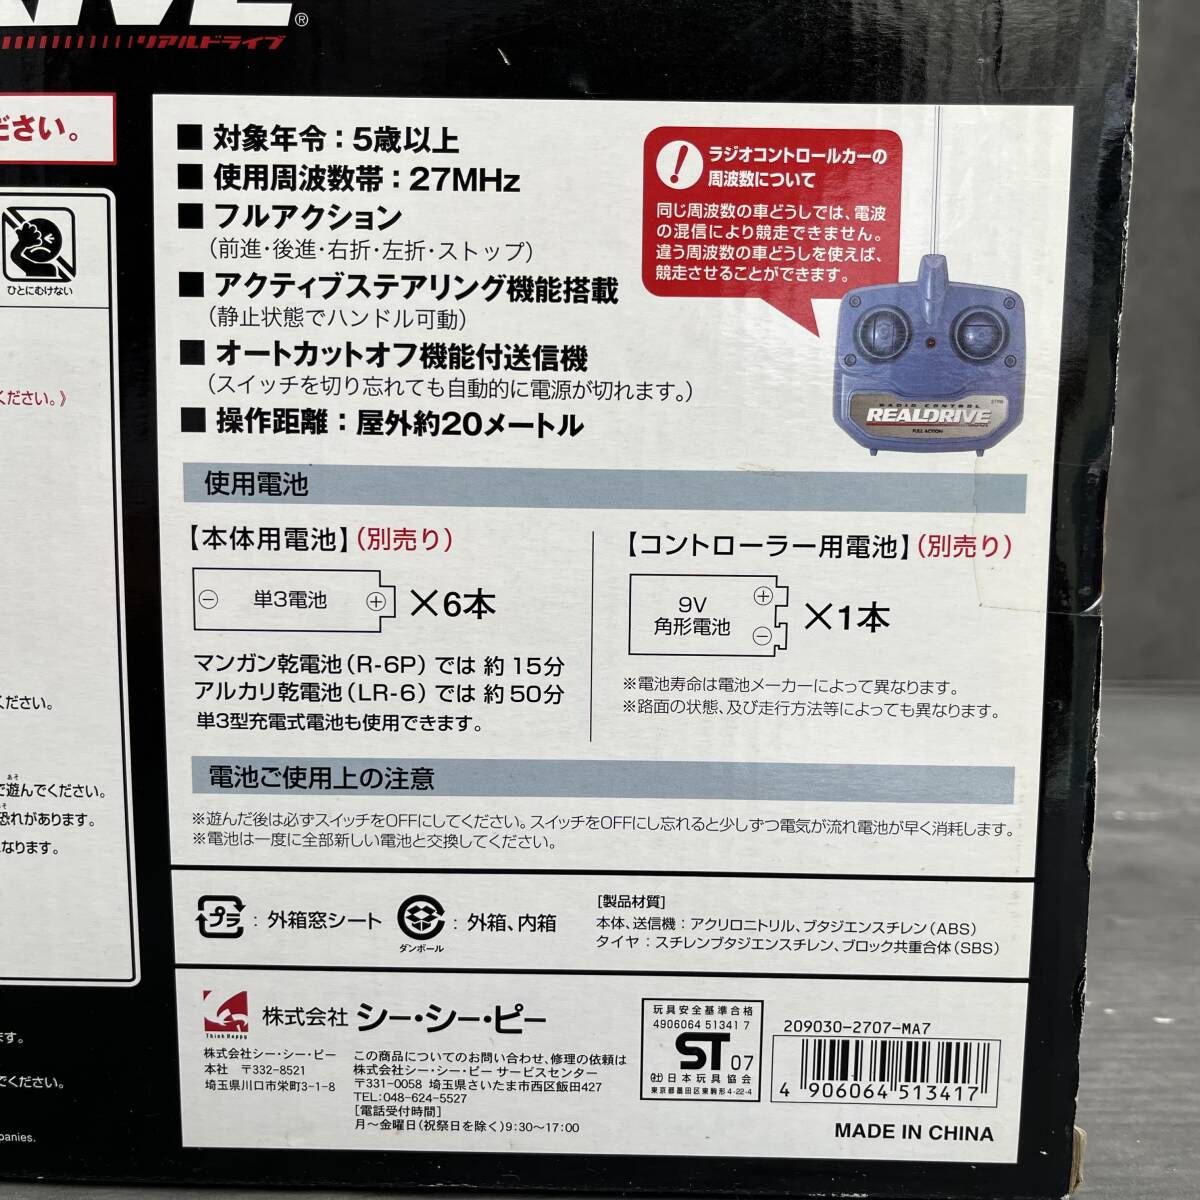 リアルドライブ
ださい。
ひとにむけない
ください。》
ください。
で遊んでください。
恐れがあります。
なります。
ます。
でください。
panies.
■ 対象年令：5歳以上
■ 使用周波数帯：27MHz
■ フルアクション
（前進・後進・右折・左折・ストップ）
■ アクティブステアリング機能搭載
（静止状態でハンドル可動）
■ オートカットオフ機能付送信機
（スイッチを切り忘れても自動的に電源が切れます。）
■ 操作距離：屋外約20メートル
ラジオコントロールカーの
周波数について
同じ周波数の車どうしでは、電波
の混信により競走できません。
違う周波数の車どうしを使えば、
競走させることができます。
RADIO CONTROL
REALDRIVE
FULL ACTION
使用電池
【本体用電池】（別売り）
単3電池
×6本
マンガン乾電池（R-6P）では 約15分
アルカリ乾電池（LR-6）では 約50分
単3型充電式電池も使用できます。
【コントローラー用電池】（別売り）
9V
角形電池
×1本
※電池寿命は電池メーカーによって異なります。
※路面の状態、及び走行方法等によっても異なります。
電池ご使用上の注意
※遊んだ後は必ずスイッチをOFFにしてください。スイッチをOFFにし忘れると少しずつ電気が流れ電池が早く消耗します。
※電池は一度に全部新しい電池と交換してください。
プラ：外箱窓シート
ダンボール：外箱、内箱
［製品材質］
本体、送信機：アクリロニトリル、ブタジエンスチレン（ABS）
タイヤ：スチレンブタジエンスチレン、ブロック共重合体（SBS）
Think Happy
株式会社 シー・シー・ピー
株式会社シー・シー・ピー
本社 〒332-8521
埼玉県川口市栄町3-1-8
この商品についてのお問い合わせ、修理の依頼は
株式会社シー・シー・ピー サービスセンター
〒331-0058 埼玉県さいたま市西区飯田427
TEL:048-624-5527
［電話受付時間］
月～金曜日（祝祭日を除く）9:30～17:00
玩具安全基準合格
4906064 51341 7
ST 07
㈳日本玩具協会
東京都墨田区東駒形4-22-4
209030-2707-MA7
4 906064 513417
MADE IN CHINA